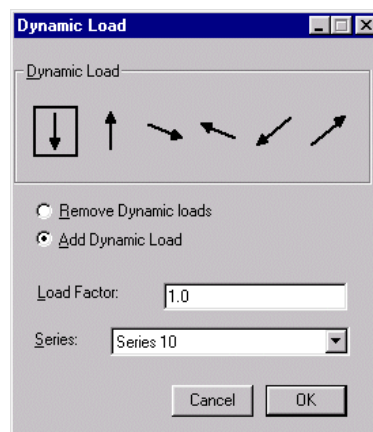 Dynamic Load
Dynamic Load
Remove Dynamic loads
Add Dynamic Load
Load Factor: 1.0
Series: Series 10
Cancel OK